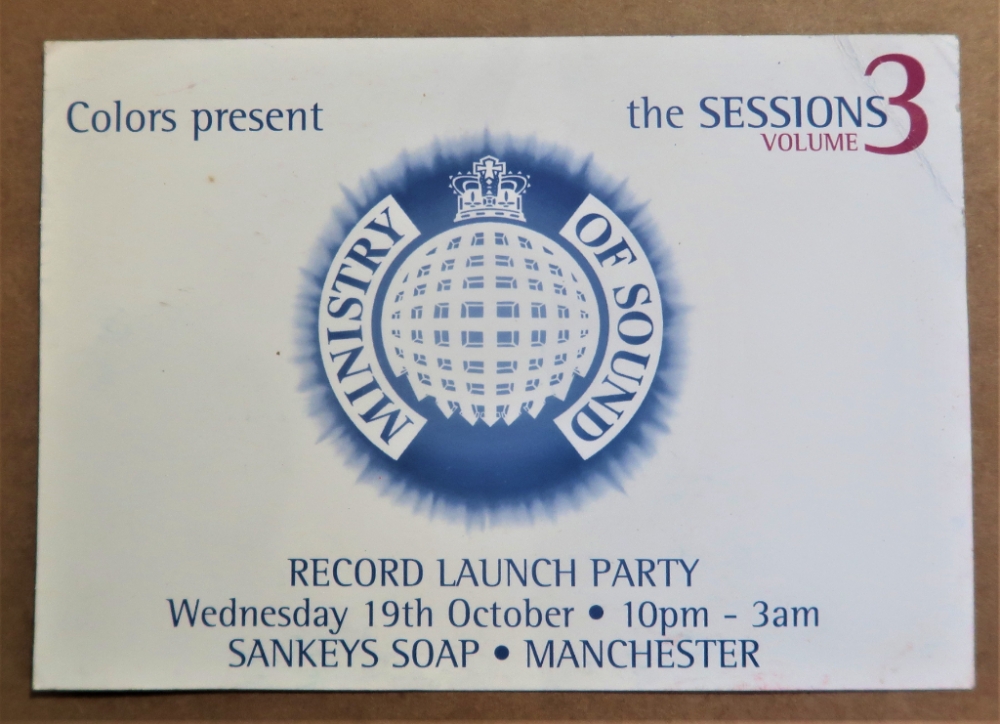 Colors present
the SESSIONS 3
VOLUME
MINISTRY OF SOUND
RECORD LAUNCH PARTY
Wednesday 19th October • 10pm - 3am
SANKEYS SOAP • MANCHESTER